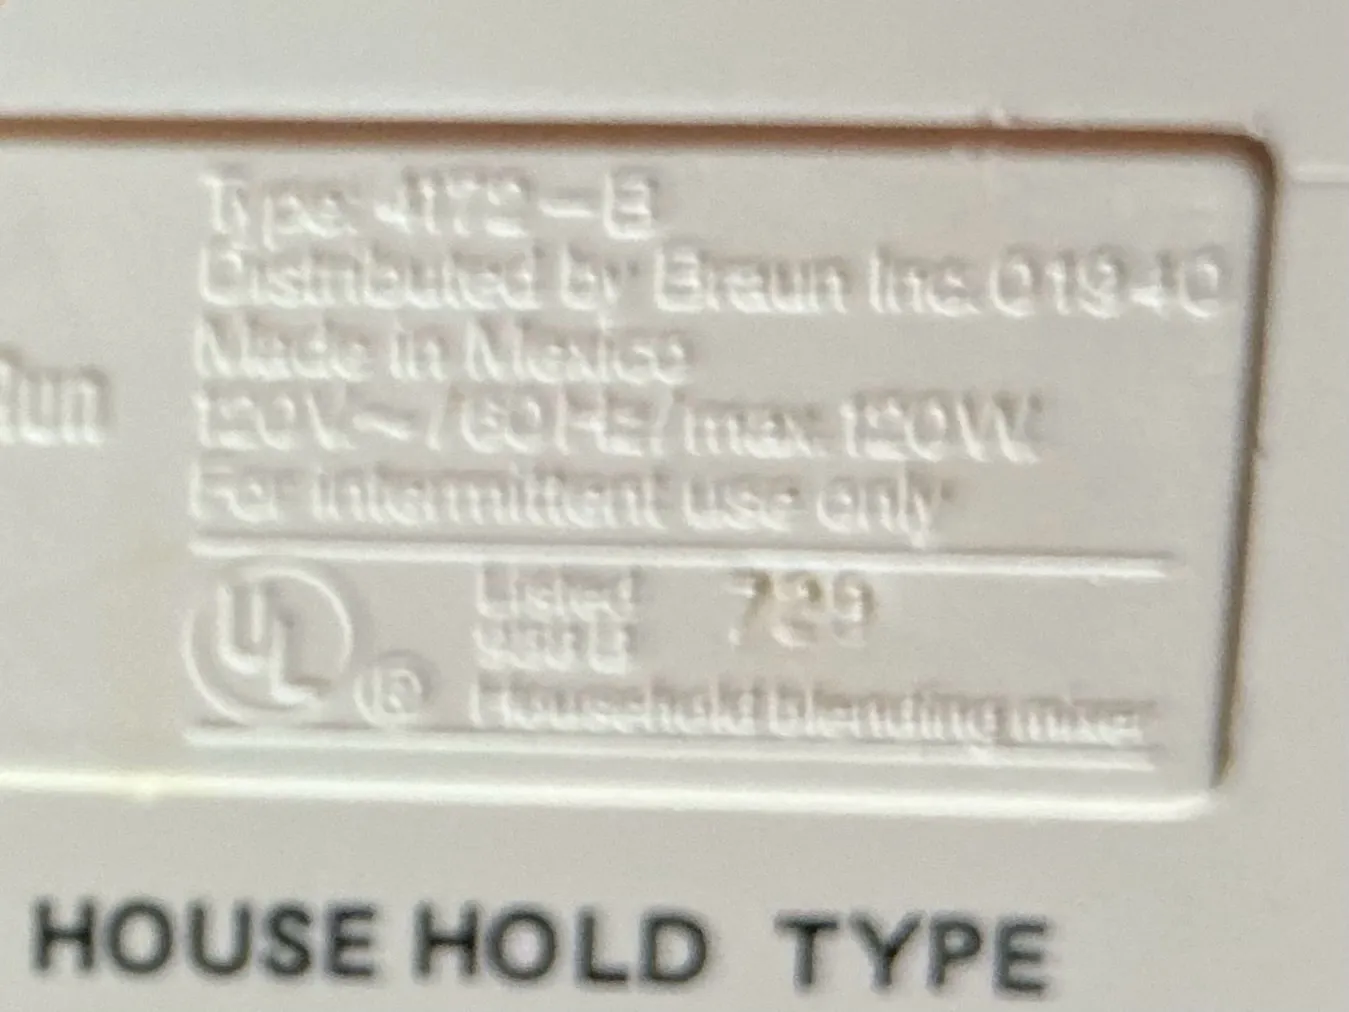 Type: 4172-B
Distributed by Braun Inc. 01940
Made in Mexico
120V.~/60HZ/max. 120W.
For intermittent use only
UL ®
Listed 729
Household blending mixer
HOUSE HOLD TYPE